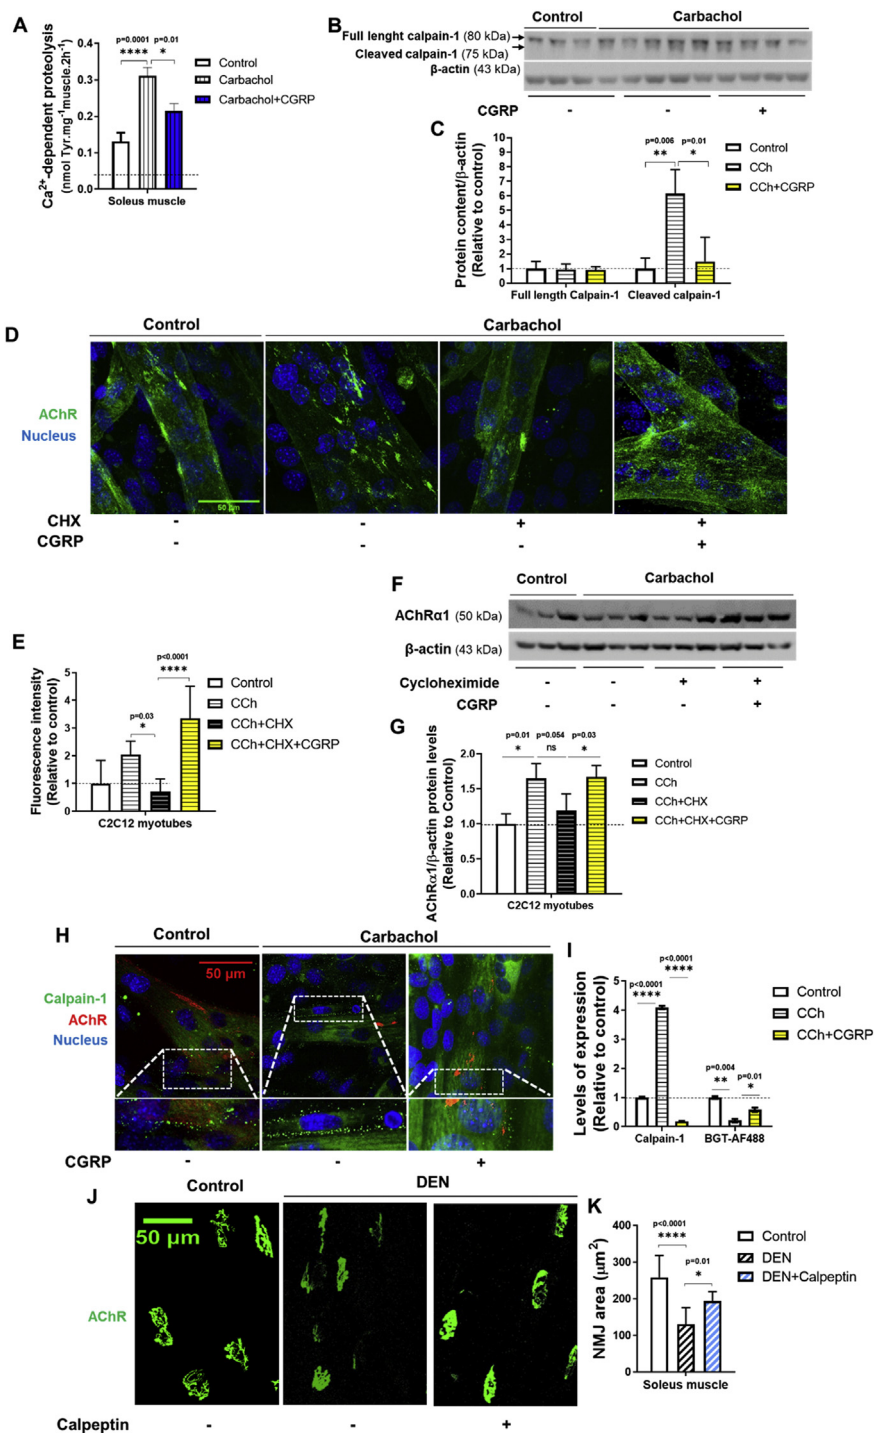 A
Ca2+-dependent proteolysis
(nmol Tyr.mg-1muscle.2h-1)
0.4
0.3
0.2
0.1
0.0
p=0.0001
p=0.01
****
*
Control
Carbachol
Carbachol+CGRP
Soleus muscle
B
Control
Carbachol
Full lenght calpain-1 (80 kDa)
Cleaved calpain-1 (75 kDa)
β-actin (43 kDa)
CGRP
-
-
+
C
Protein content/β-actin
(Relative to control)
10
9
8
7
6
5
4
3
2
1
0
p=0.006
p=0.01
**
*
Control
CCh
CCh+CGRP
Full length Calpain-1
Cleaved calpain-1
D
Control
Carbachol
AChR
Nucleus
50 µm
CHX
-
-
+
+
CGRP
-
-
-
+
E
Fluorescence intensity
(Relative to control)
5
4
3
2
1
0
p<0.0001
****
p=0.03
*
Control
CCh
CCh+CHX
CCh+CHX+CGRP
C2C12 myotubes
F
Control
Carbachol
AChRα1 (50 kDa)
β-actin (43 kDa)
Cycloheximide
-
-
+
+
CGRP
-
-
-
+
G
AChRα1/β-actin protein levels
(Relative to Control)
2.0
1.5
1.0
0.5
0.0
p=0.01
p=0.054
p=0.03
*
ns
*
Control
CCh
CCh+CHX
CCh+CHX+CGRP
C2C12 myotubes
H
Control
Carbachol
50 µm
Calpain-1
AChR
Nucleus
CGRP
-
-
+
I
Levels of expression
(Relative to control)
5
4
3
2
1
0
p<0.0001
****
p<0.0001
****
p=0.004
**
p=0.01
*
Control
CCh
CCh+CGRP
Calpain-1
BGT-AF488
J
Control
DEN
50 µm
AChR
Calpeptin
-
-
+
K
NMJ area (µm2)
400
300
200
100
0
p<0.0001
****
p=0.01
*
Control
DEN
DEN+Calpeptin
Soleus muscle